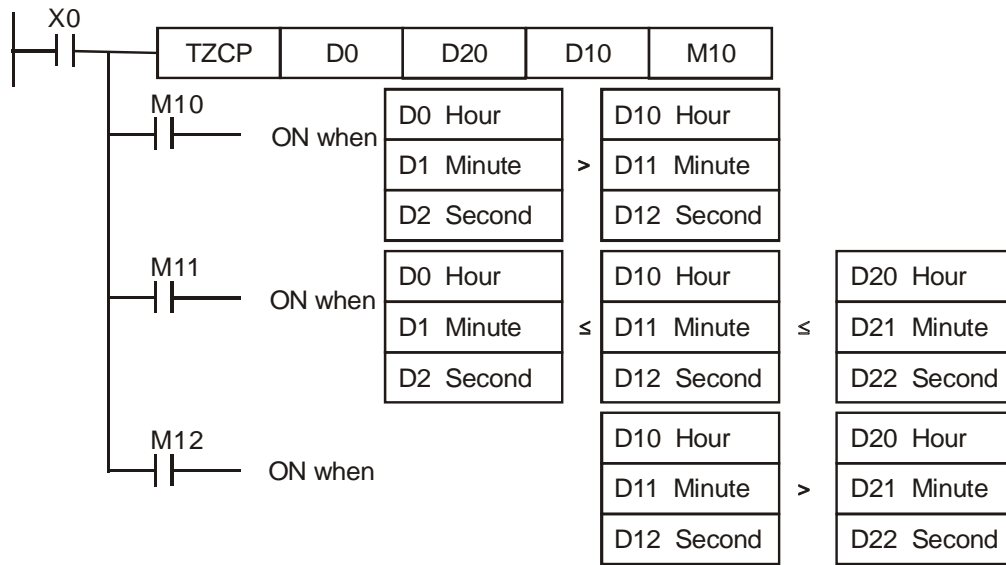 X0
TZCP D0 D20 D10 M10
M10
ON when
D0 Hour
D1 Minute
D2 Second
>
D10 Hour
D11 Minute
D12 Second
M11
ON when
D0 Hour
D1 Minute
D2 Second
≤
D10 Hour
D11 Minute
D12 Second
≤
D20 Hour
D21 Minute
D22 Second
M12
ON when
D10 Hour
D11 Minute
D12 Second
>
D20 Hour
D21 Minute
D22 Second